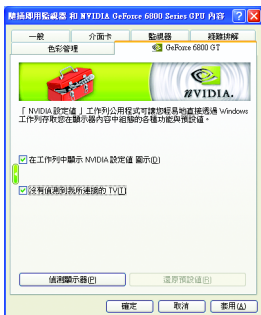 隨插即用監視器 和 NVIDIA GeForce 6800 Series GPU 內容
一般 介面卡 監視器 疑難排解
色彩管理 GeForce 6800 GT
NVIDIA.
「 NVIDIA 設定值 」工作列公用程式可讓您輕易地直接透過 Windows
工作列存取您在顯示器內容中組態的各種功能與預設值。
在工作列中顯示 NVIDIA 設定值 圖示(D)
沒有偵測到我所連接的 TV(T)
偵測顯示器(P) 還原預設值(R)
確定 取消 套用(A)